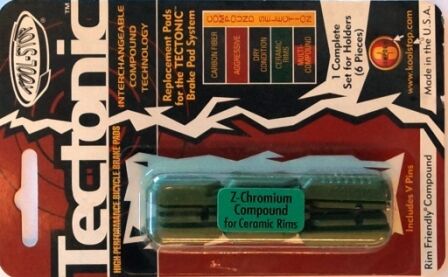 KOOL-STOP
Tectonic™
HIGH-PERFORMANCE BICYCLE BRAKE PADS
INTERCHANGEABLE
COMPOUND
TECHNOLOGY
Replacement Pads
for the TECTONIC
Brake Pad System
CARBON FIBER
AGGRESSIVE
DRY CONDITION
CERAMIC RIMS
MULTI-COMPOUND
1 Complete
Set for Holders
(6 Pieces)
www.koolstop.com
Made in the U.S.A.
Z-Chromium
Compound
for Ceramic Rims
Includes V Pins
Rim Friendly® Compound